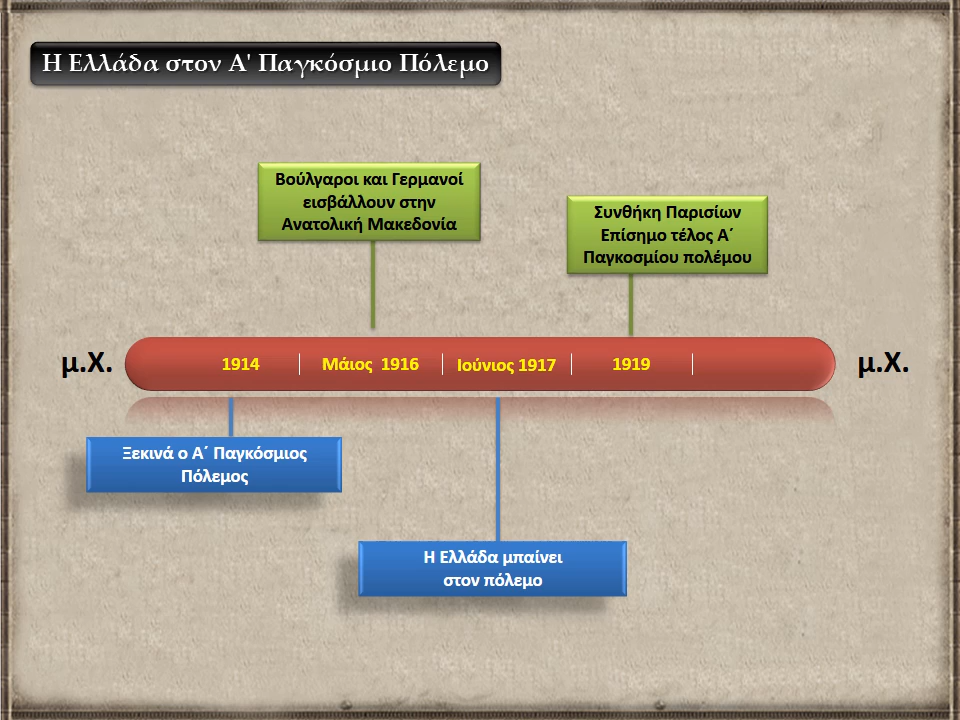 Η Ελλάδα στον Α' Παγκόσμιο Πόλεμο
Βούλγαροι και Γερμανοί
εισβάλλουν στην
Ανατολική Μακεδονία
Συνθήκη Παρισίων
Επίσημο τέλος Α΄
Παγκοσμίου πολέμου
μ.Χ.
1914
Μάιος 1916
Ιούνιος 1917
1919
μ.Χ.
Ξεκινά ο Α΄ Παγκόσμιος
Πόλεμος
Η Ελλάδα μπαίνει
στον πόλεμο